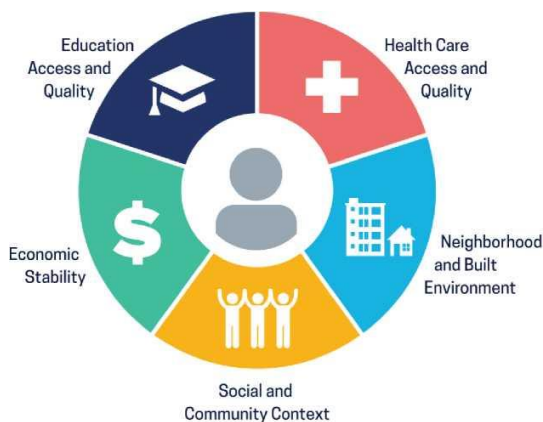 Education
Access and
Quality
Health Care
Access and
Quality
$
Economic
Stability
Neighborhood
and Built
Environment
Social and
Community Context